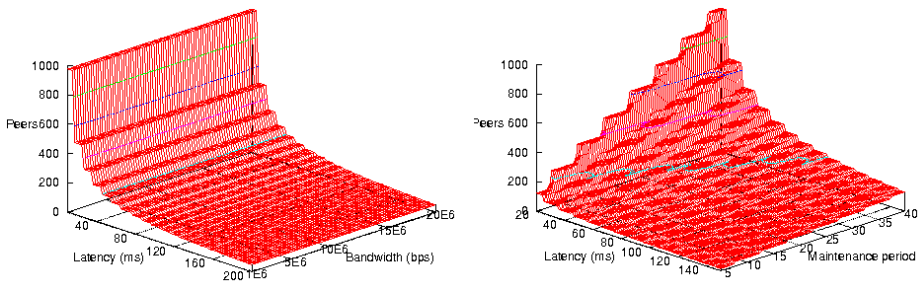 1000
800
Peers 600
400
200
0
40
80
120
160
200
1E6
5E6
10E6
15E6
20E6
Latency (ms)
Bandwidth (bps)
1000
800
Peers 600
400
200
0
20
40
60
80
100
120
140
5
10
15
20
25
30
35
40
Latency (ms)
Maintenance period